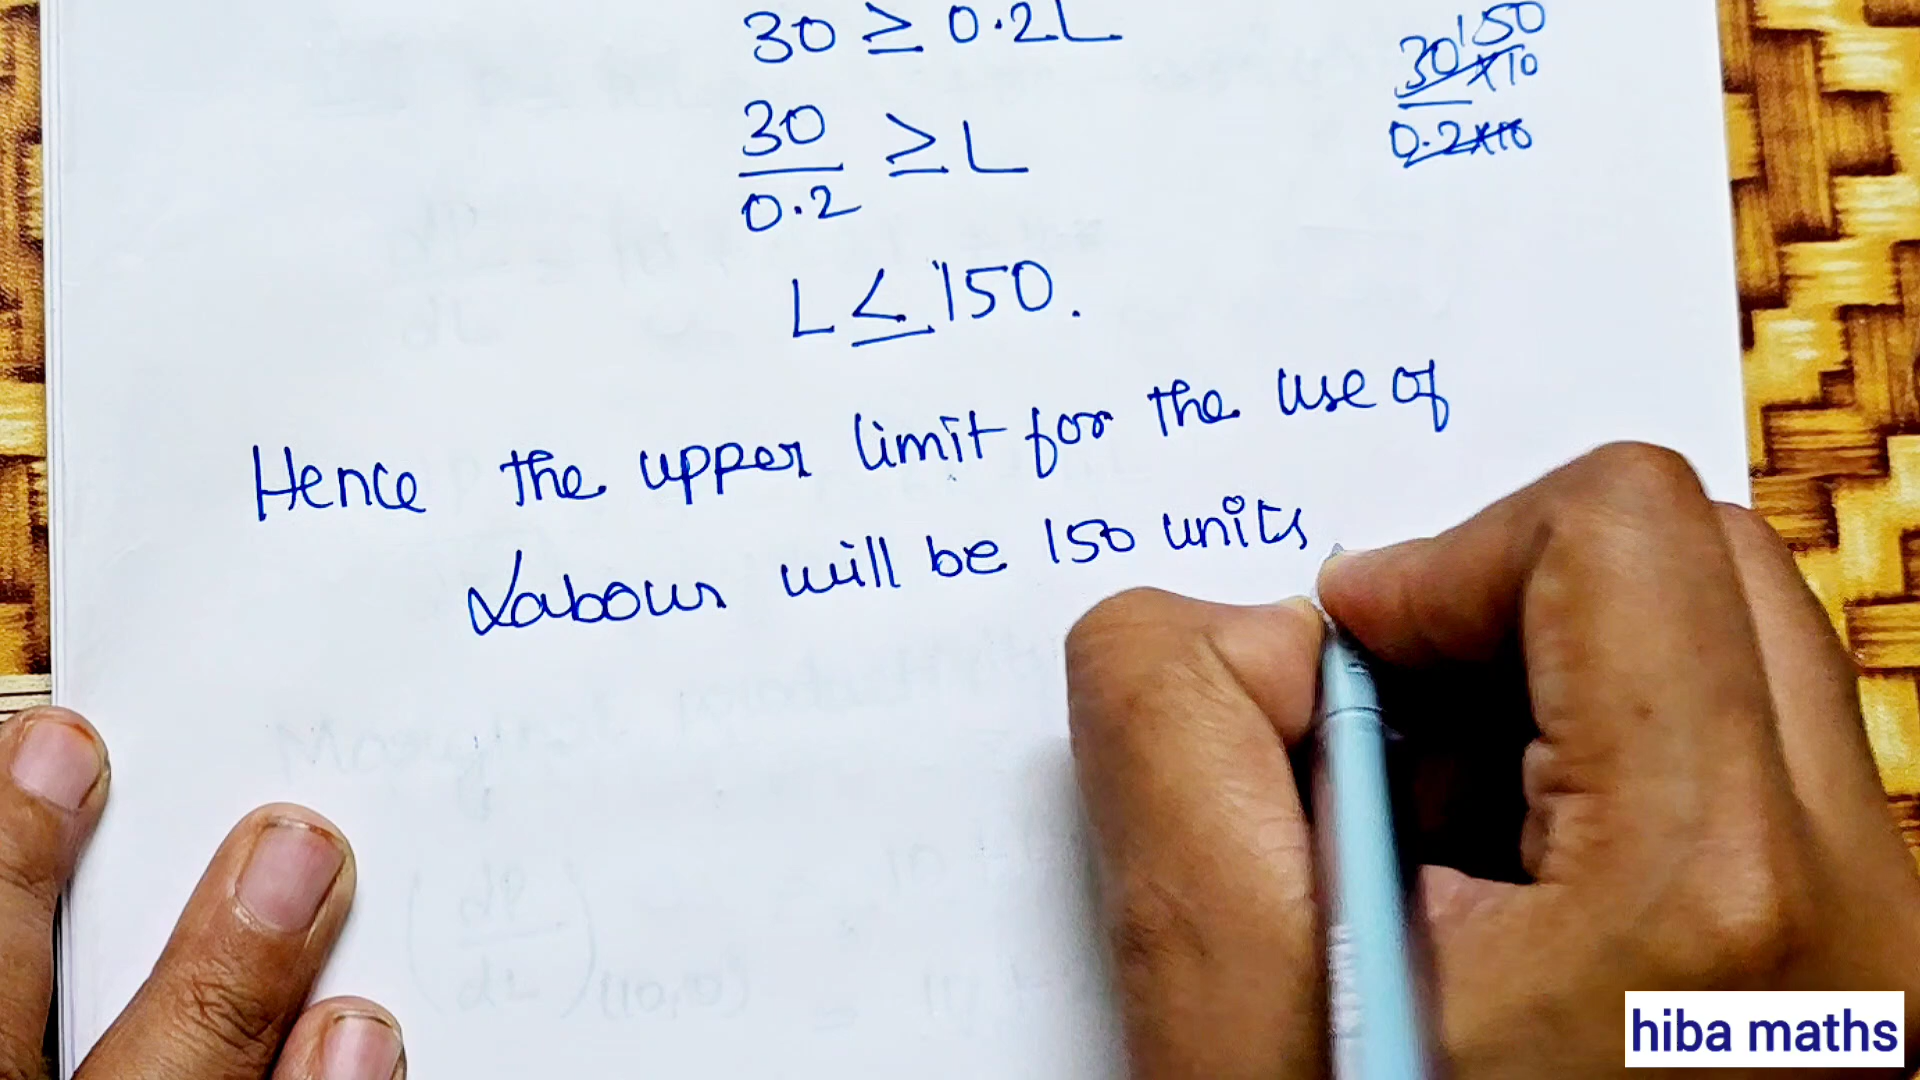 30 ≥ 0.2L
30/0.2 ≥ L
L ≤ 150.
Hence the upper limit for the use of
Labour will be 150 units
150
30×10
0.2×10
hiba maths